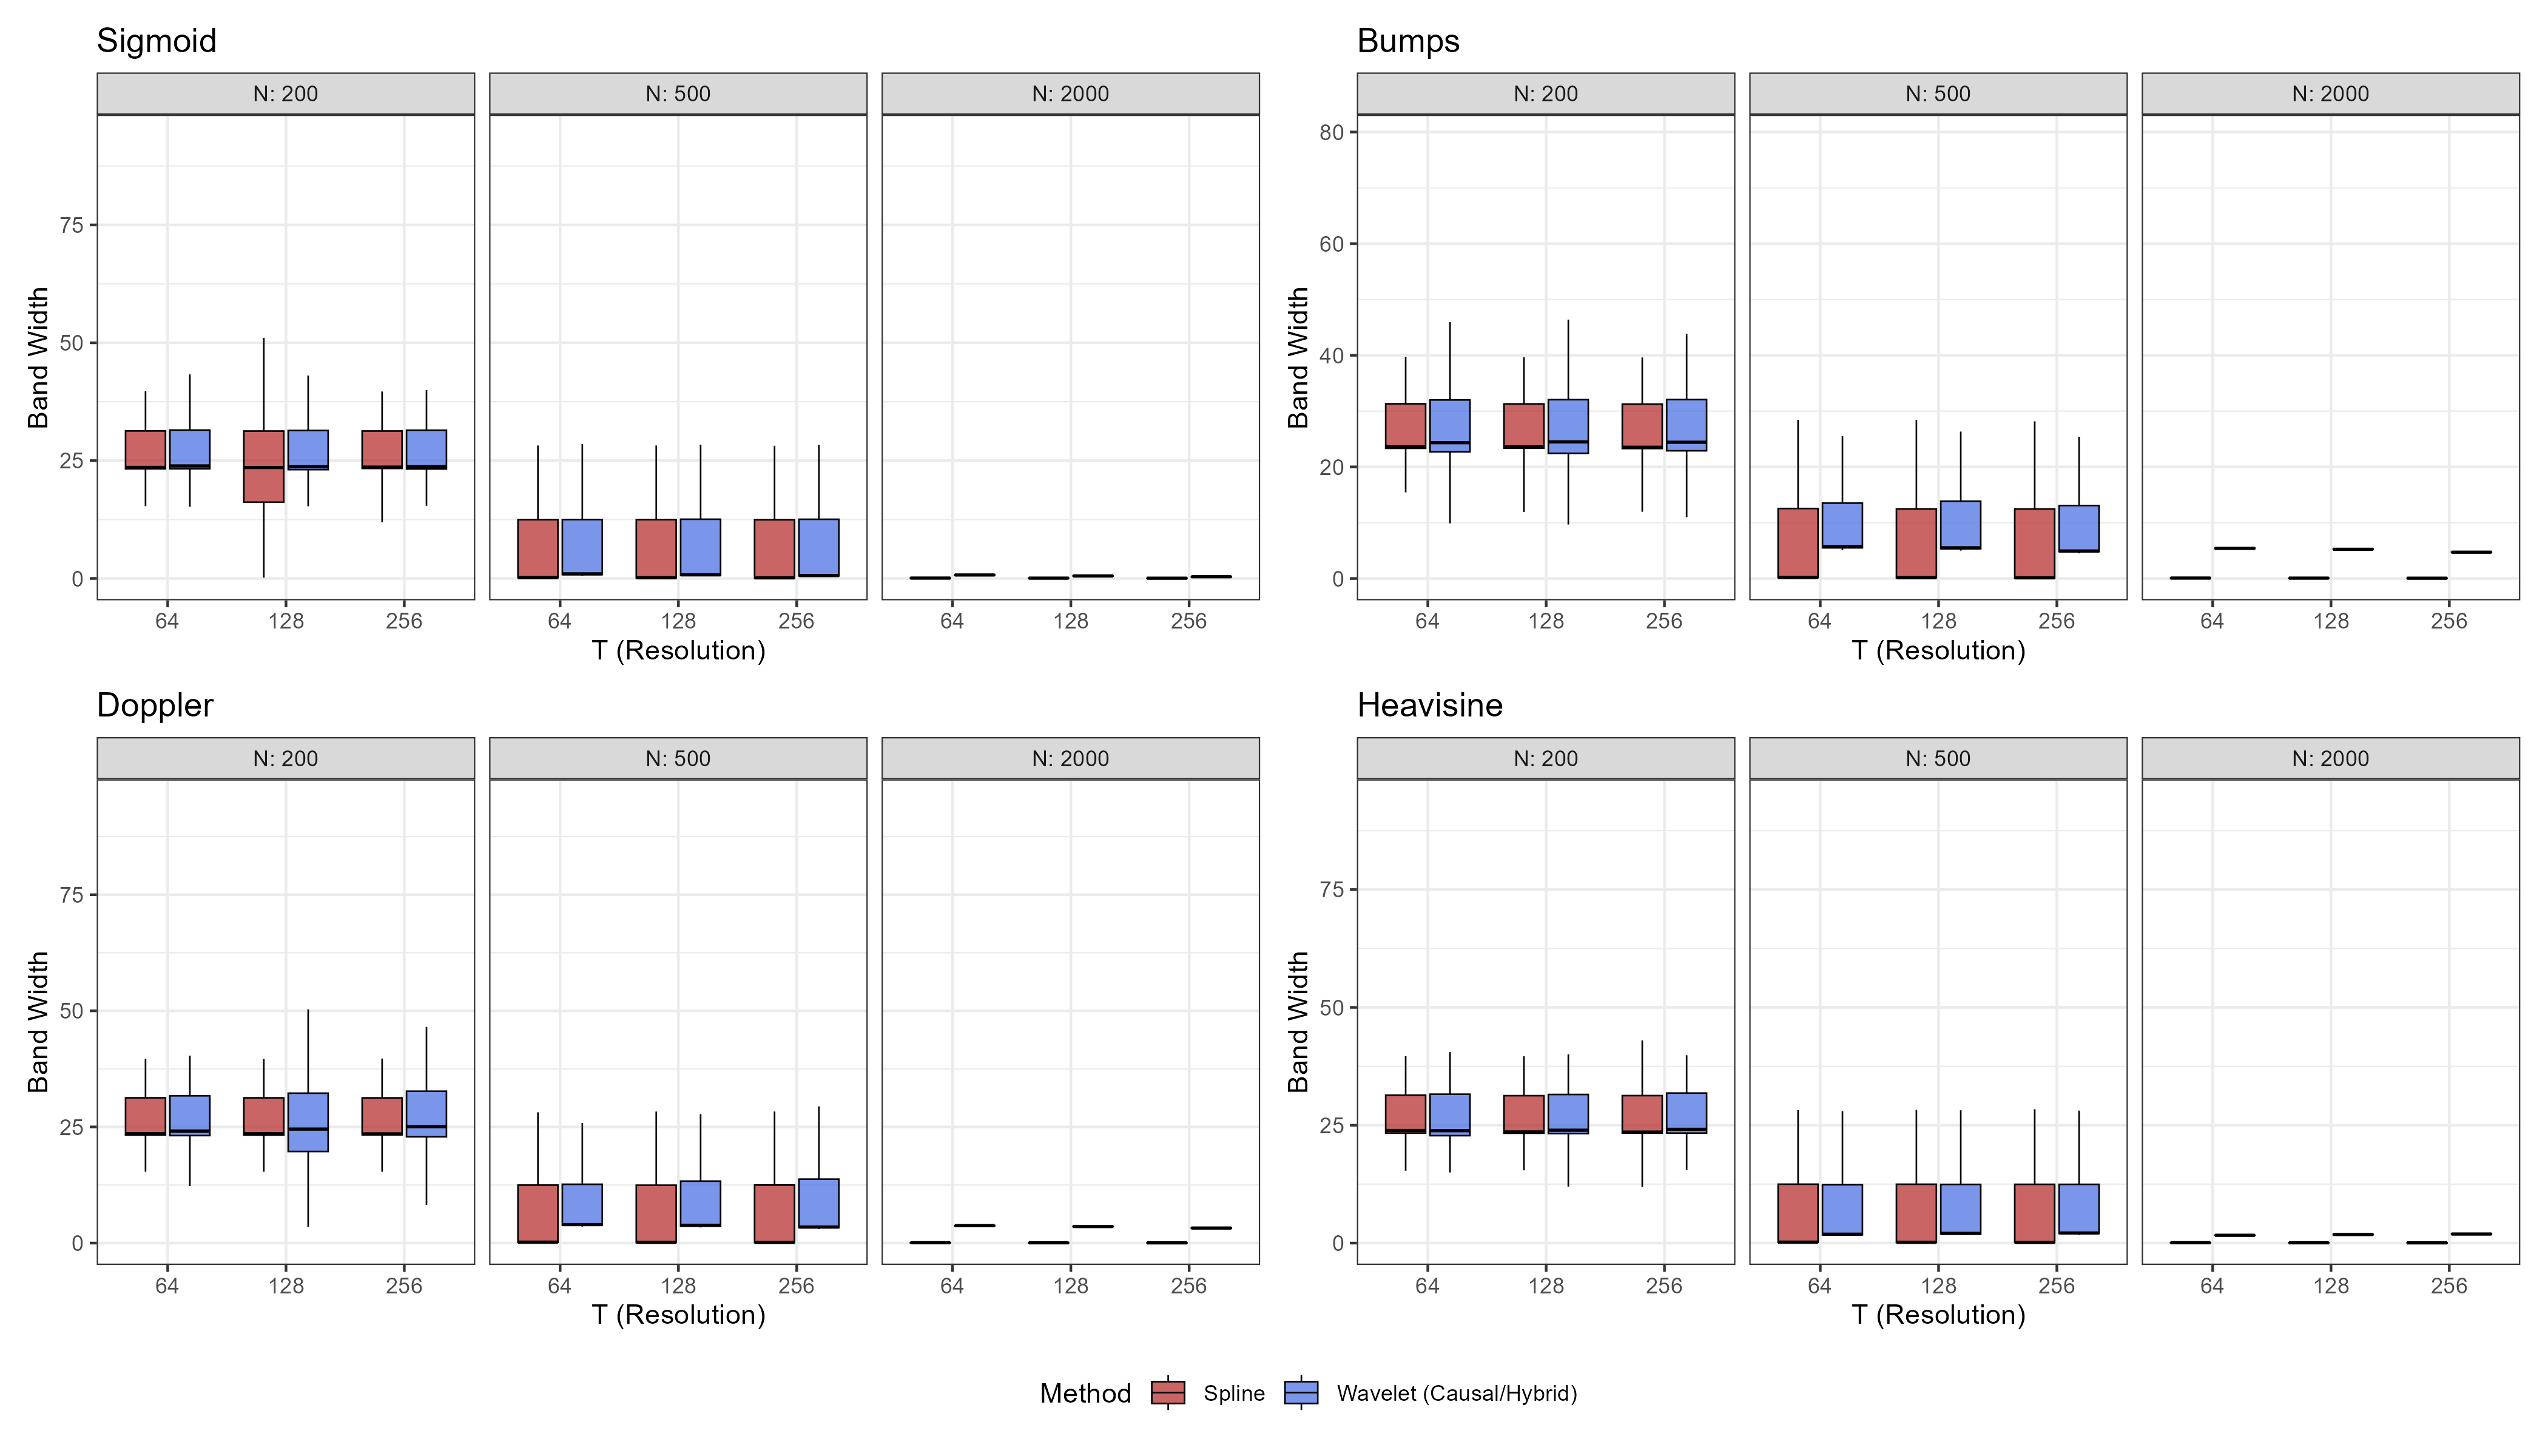 Sigmoid
N: 200
N: 500
N: 2000
Band Width
75
50
25
0
64
128
256
64
128
256
64
128
256
T (Resolution)
Bumps
N: 200
N: 500
N: 2000
Band Width
80
60
40
20
0
64
128
256
64
128
256
64
128
256
T (Resolution)
Doppler
N: 200
N: 500
N: 2000
Band Width
75
50
25
0
64
128
256
64
128
256
64
128
256
T (Resolution)
Heavisine
N: 200
N: 500
N: 2000
Band Width
75
50
25
0
64
128
256
64
128
256
64
128
256
T (Resolution)
Method Spline Wavelet (Causal/Hybrid)